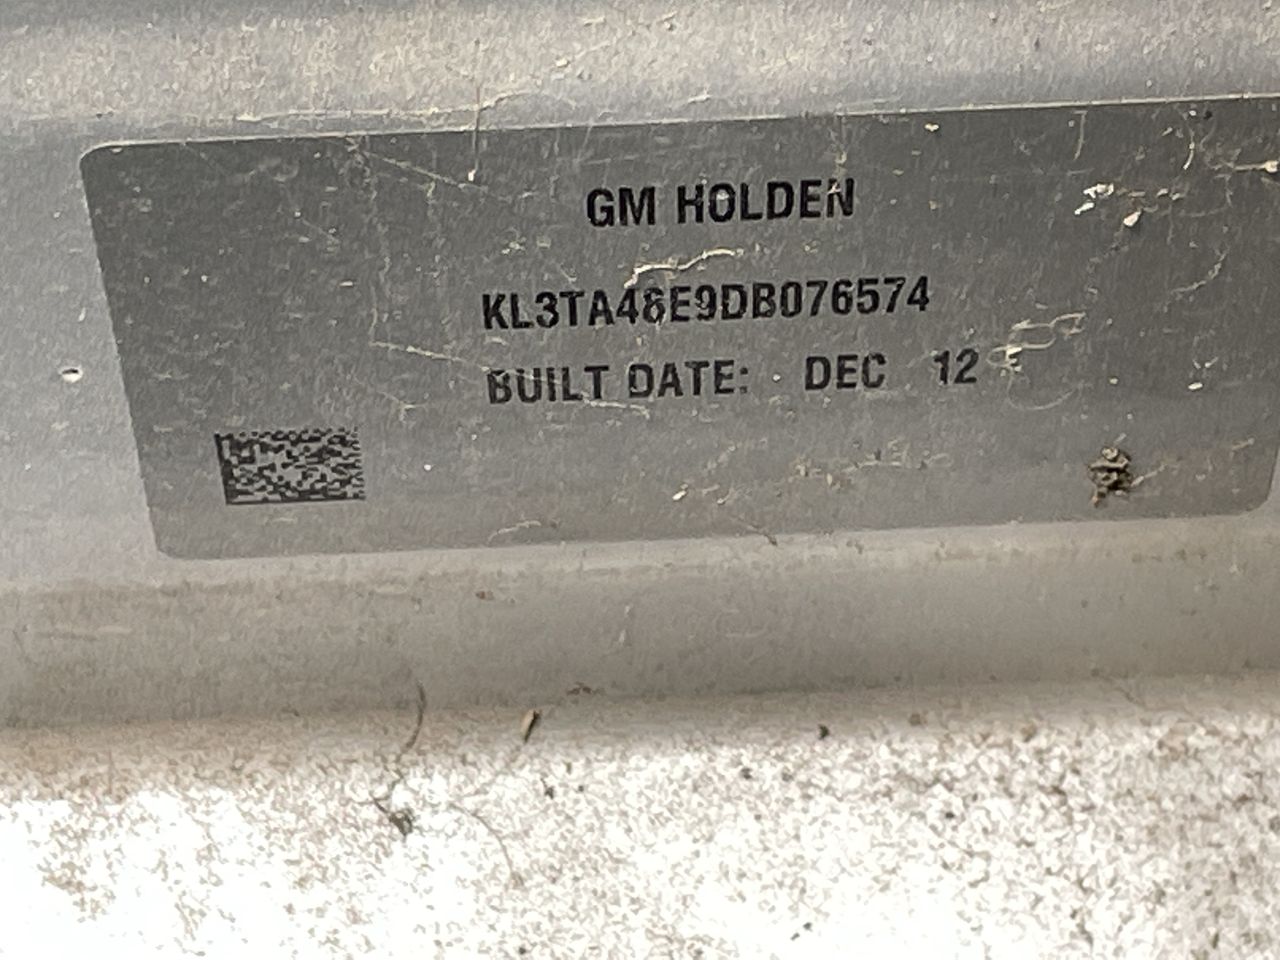 GM HOLDEN
KL3TA48E9DB076574
BUILT DATE: DEC 12